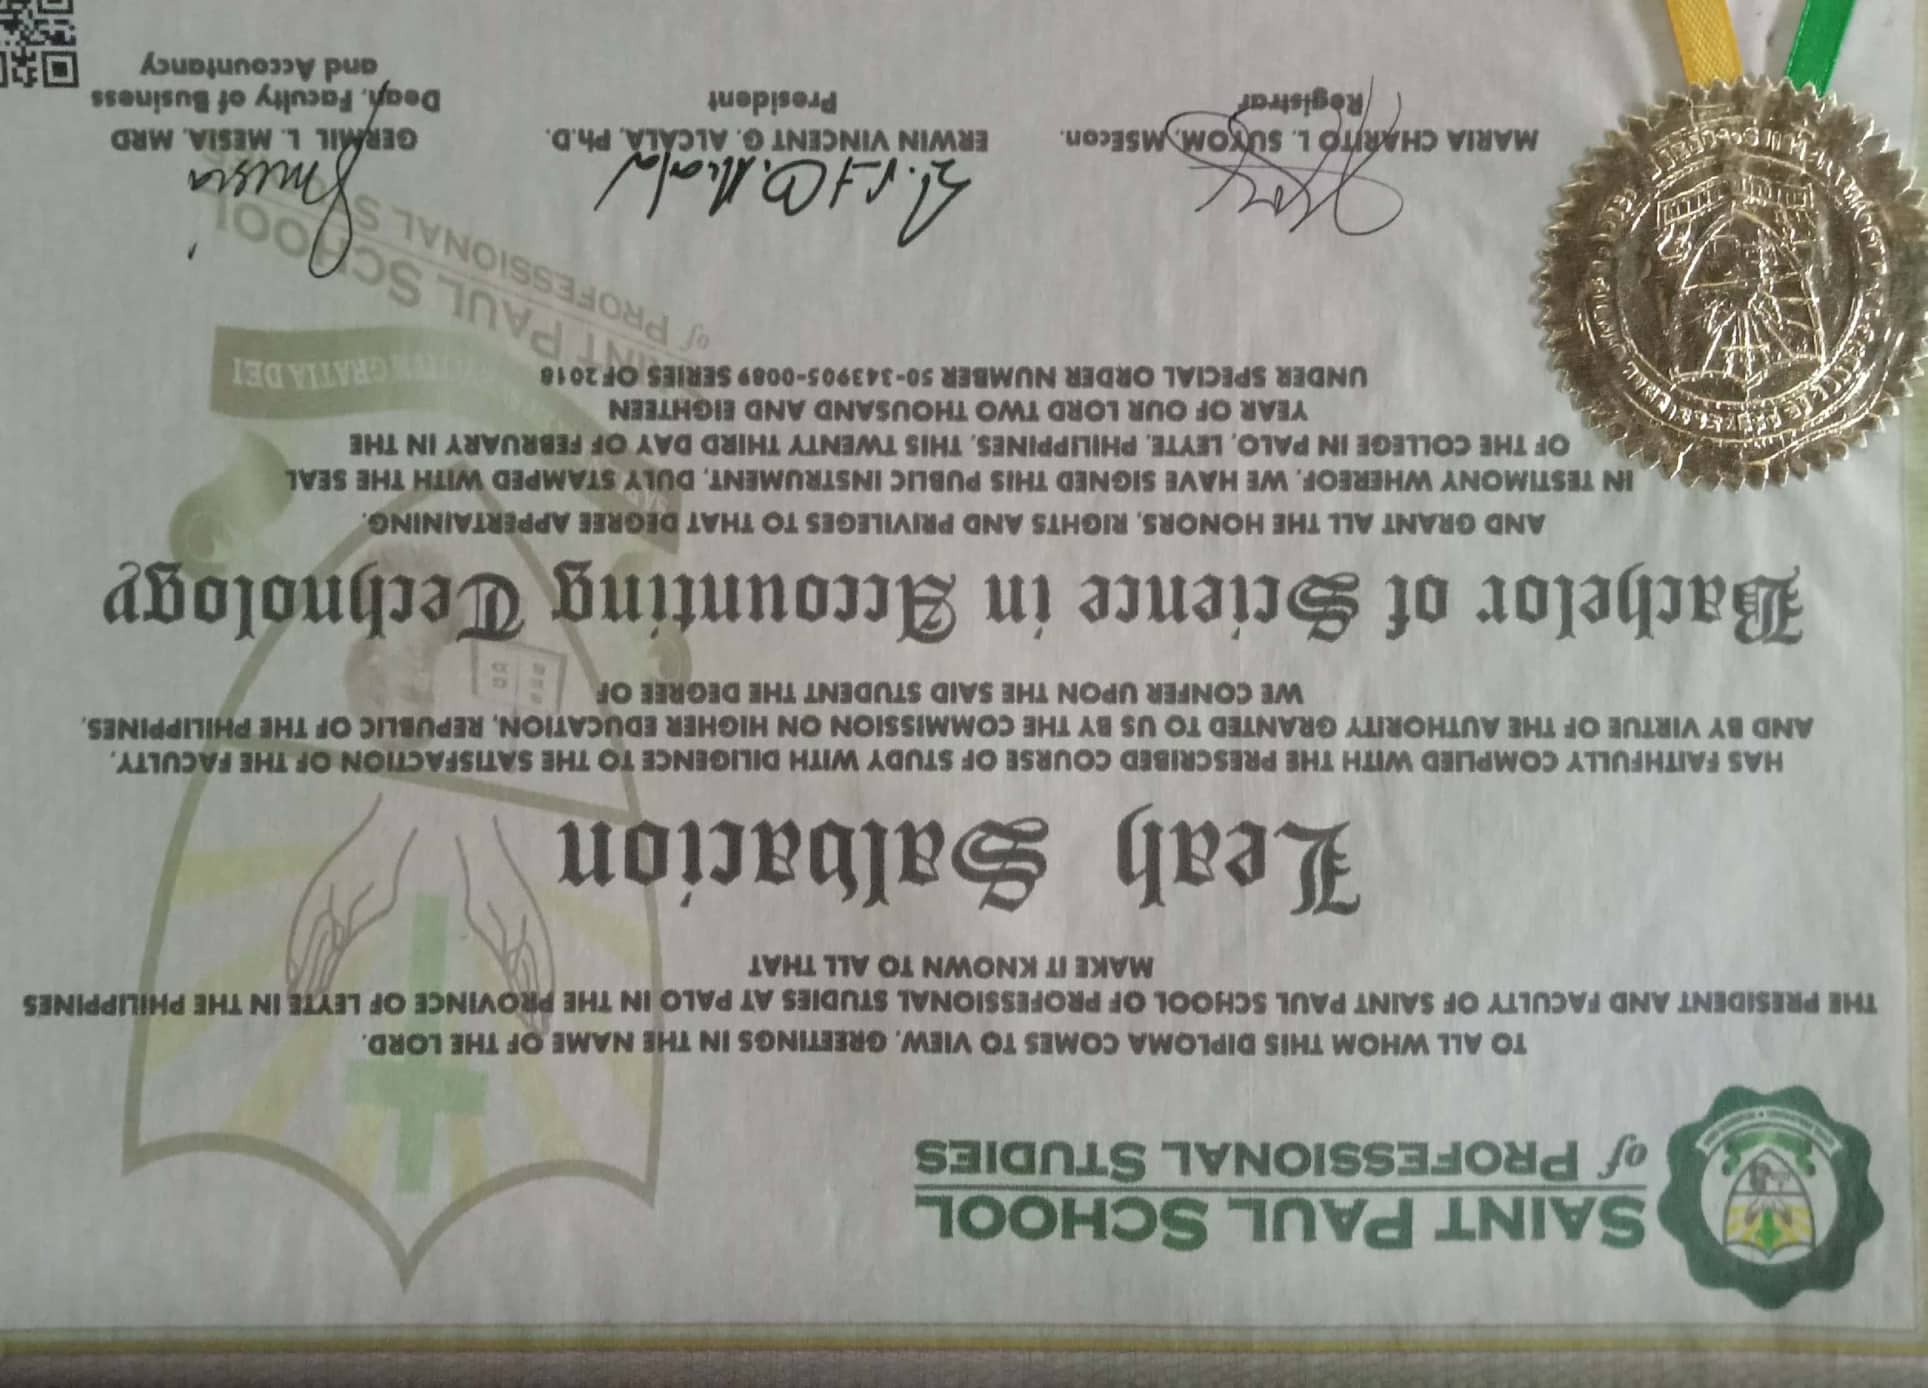 SAINT PAUL SCHOOL
of PROFESSIONAL STUDIES
TO ALL WHOM THIS DIPLOMA COMES TO VIEW, GREETINGS IN THE NAME OF THE LORD.
THE PRESIDENT AND FACULTY OF SAINT PAUL SCHOOL OF PROFESSIONAL STUDIES AT PALO IN THE PROVINCE OF LEYTE IN THE PHILIPPINES
MAKE IT KNOWN TO ALL THAT
Leah Salvacion
HAS FAITHFULLY COMPLIED WITH THE PRESCRIBED COURSE OF STUDY WITH DILIGENCE TO THE SATISFACTION OF THE FACULTY,
AND BY VIRTUE OF THE AUTHORITY GRANTED TO US BY THE COMMISSION ON HIGHER EDUCATION, REPUBLIC OF THE PHILIPPINES,
WE CONFER UPON THE SAID STUDENT THE DEGREE OF
Bachelor of Science in Accounting Technology
AND GRANT ALL THE HONORS, RIGHTS AND PRIVILEGES TO THAT DEGREE APPERTAINING.
IN TESTIMONY WHEREOF, WE HAVE SIGNED THIS PUBLIC INSTRUMENT, DULY STAMPED WITH THE SEAL
OF THE COLLEGE IN PALO, LEYTE, PHILIPPINES, THIS TWENTY THIRD DAY OF FEBRUARY IN THE
YEAR OF OUR LORD TWO THOUSAND AND EIGHTEEN
UNDER SPECIAL ORDER NUMBER 50-343905-0089 SERIES OF 2018
GRATIA DEI
SAINT PAUL SCHOOL
of PROFESSIONAL
MARIA CHARITO L. SUYOM, MSEcon.
Registrar
ERWIN VINCENT G. ALCALA, Ph.D.
President
GERMIL L. MESIA, MRD
Dean, Faculty of Business
and Accountancy